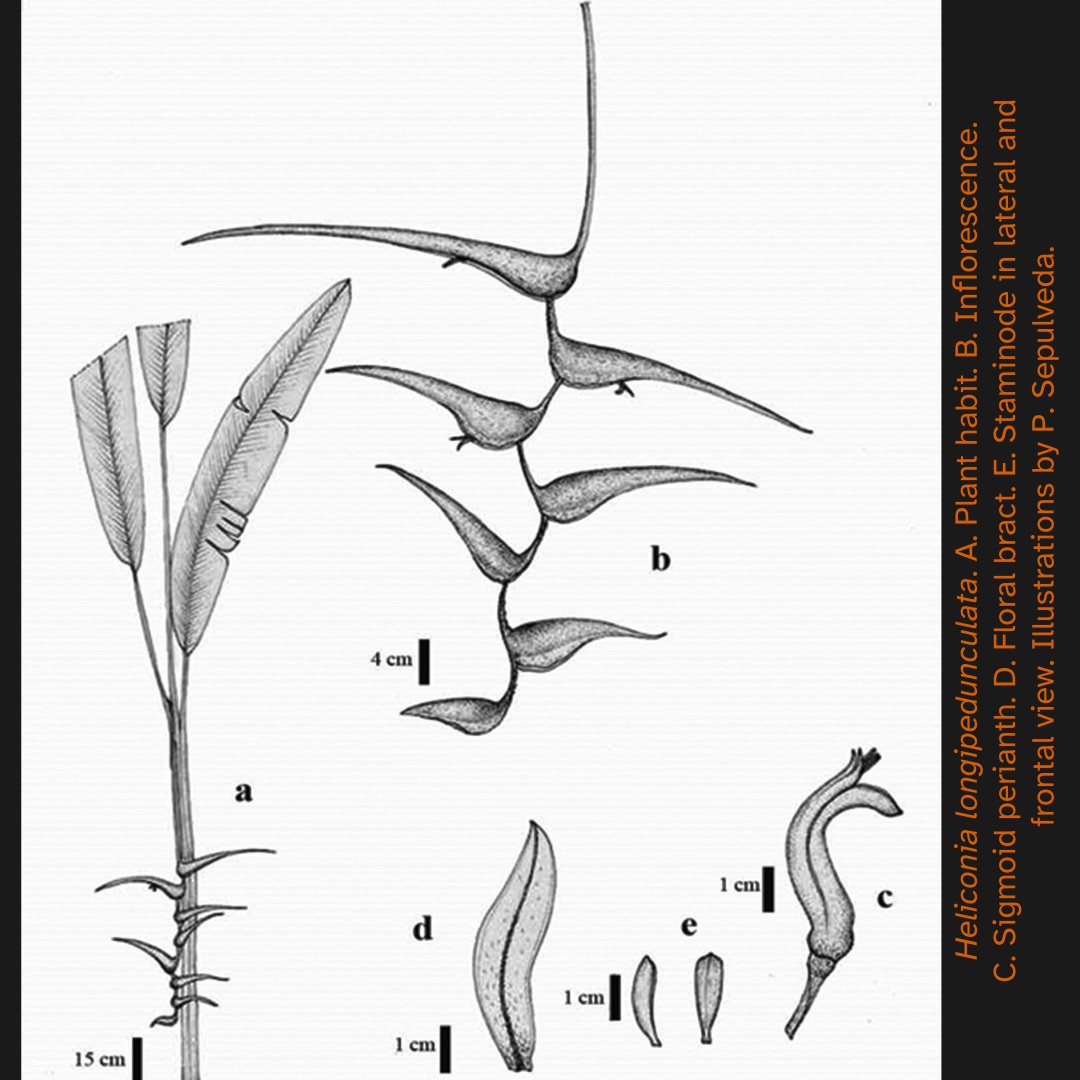 b
4 cm
a
1 cm
c
d
e
1 cm
1 cm
15 cm
Heliconia longipedunculata. A. Plant habit. B. Inflorescence.
C. Sigmoid perianth. D. Floral bract. E. Staminode in lateral and
frontal view. Illustrations by P. Sepulveda.